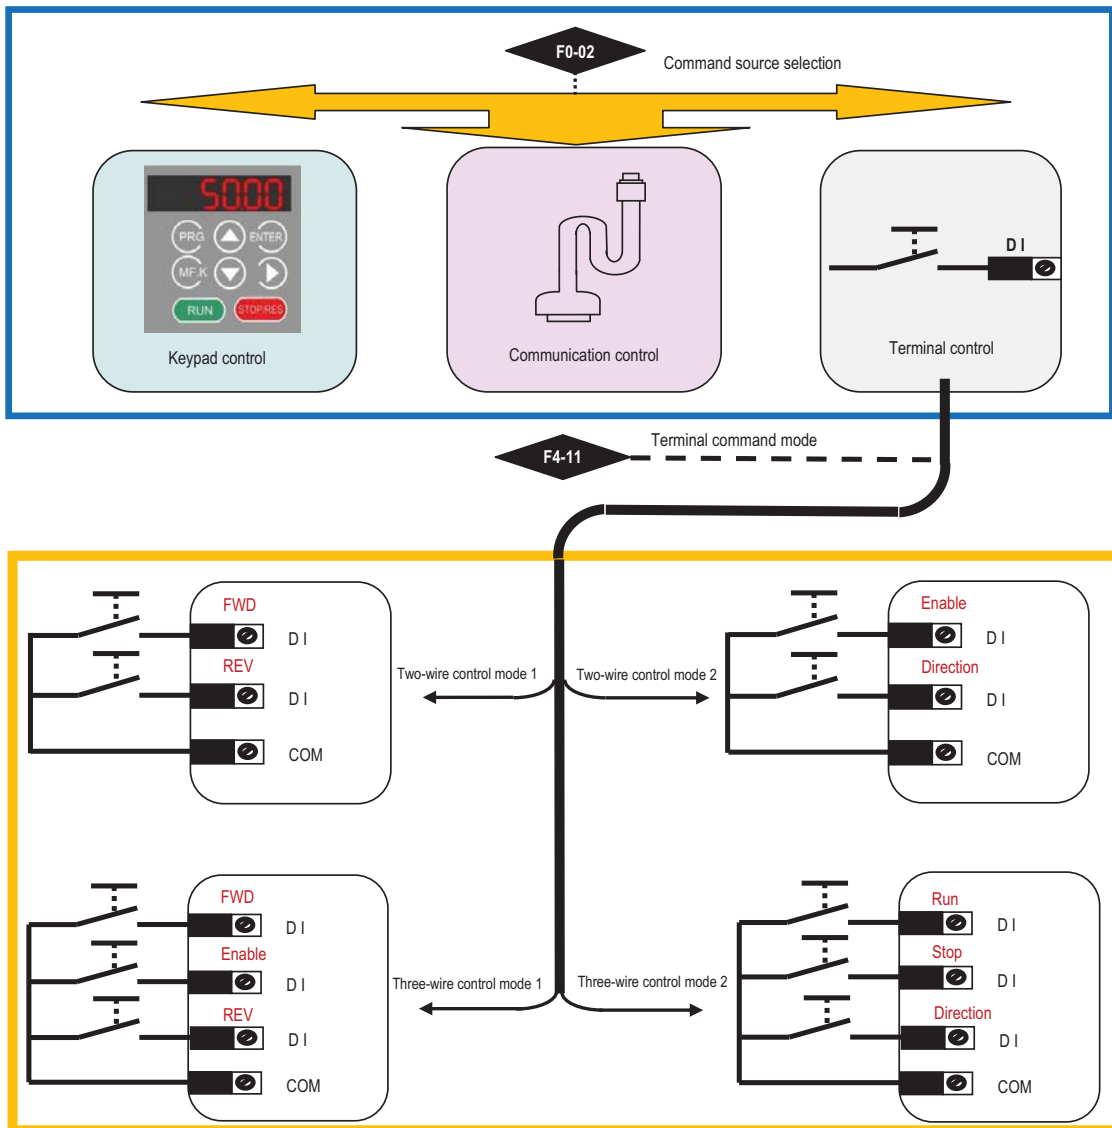 F0-02
Command source selection
50.00
PRG
ENTER
MF.K
RUN
STOP/RES
Keypad control
Communication control
D I
Terminal control
F4-11
Terminal command mode
FWD
D I
REV
D I
COM
Two-wire control mode 1
Two-wire control mode 2
Enable
D I
Direction
D I
COM
FWD
D I
Enable
D I
REV
D I
COM
Three-wire control mode 1
Three-wire control mode 2
Run
D I
Stop
D I
Direction
D I
COM